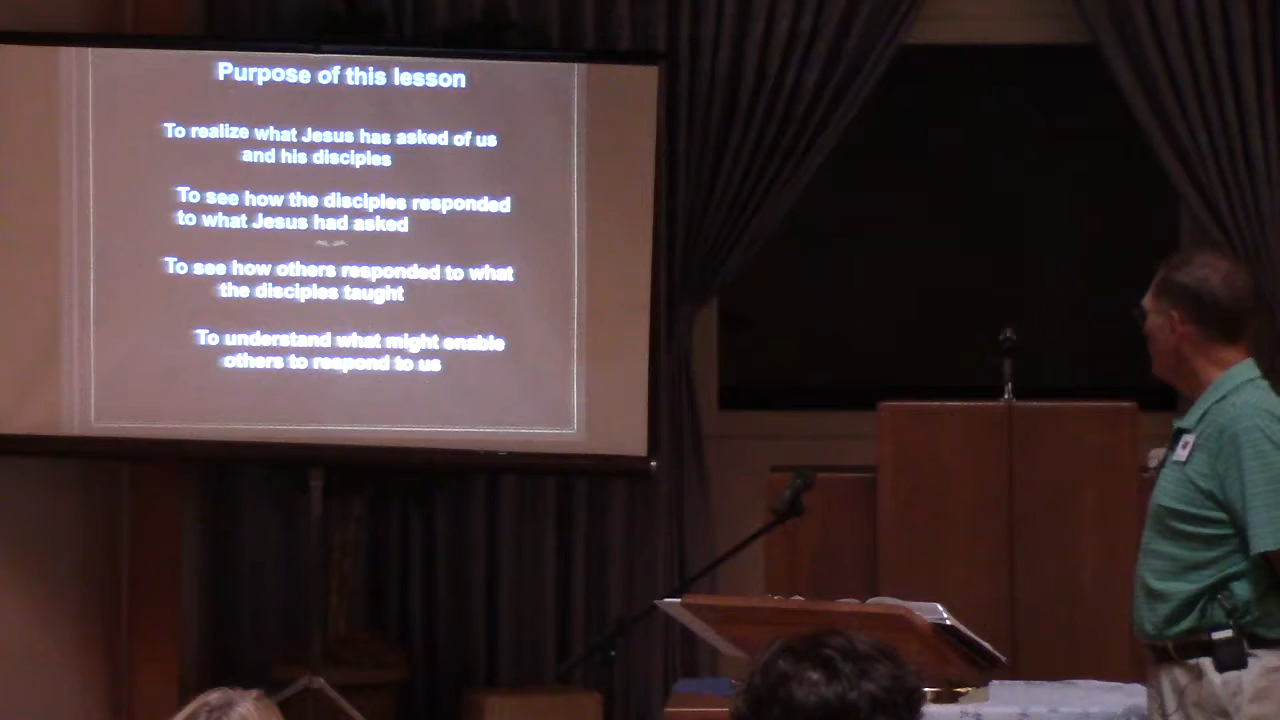 Purpose of this lesson
To realize what Jesus has asked of us
and his disciples
To see how the disciples responded
to what Jesus had asked
To see how others responded to what
the disciples taught
To understand what might enable
others to respond to us